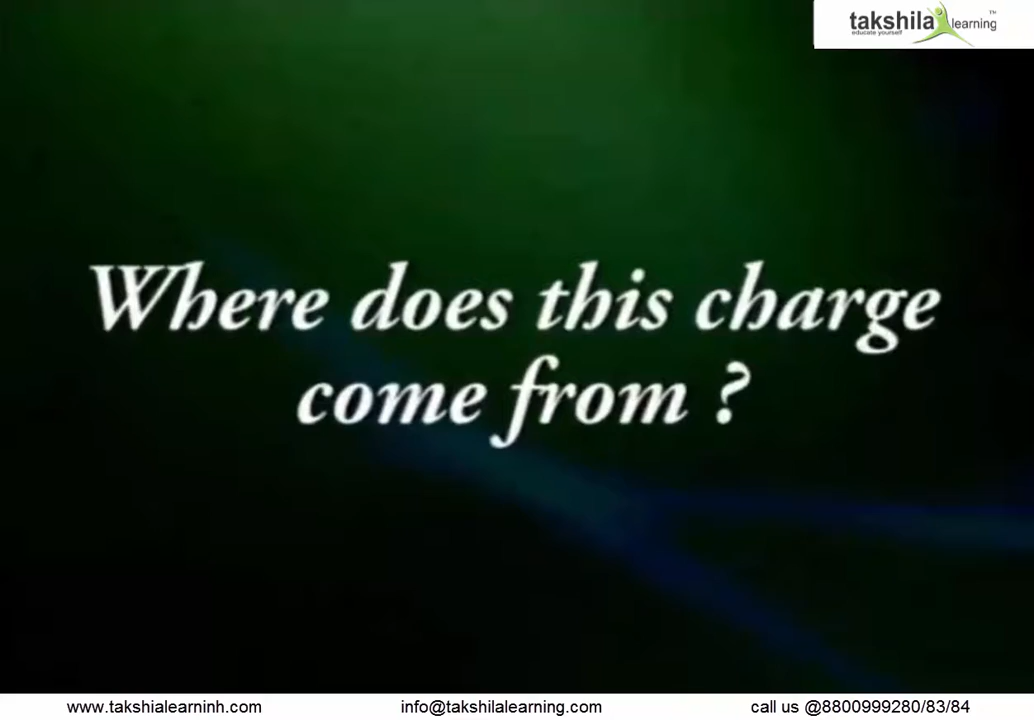 takshila learning ™
educate yourself
Where does this charge
come from ?
www.takshialearninh.com info@takshilalearning.com call us @8800999280/83/84